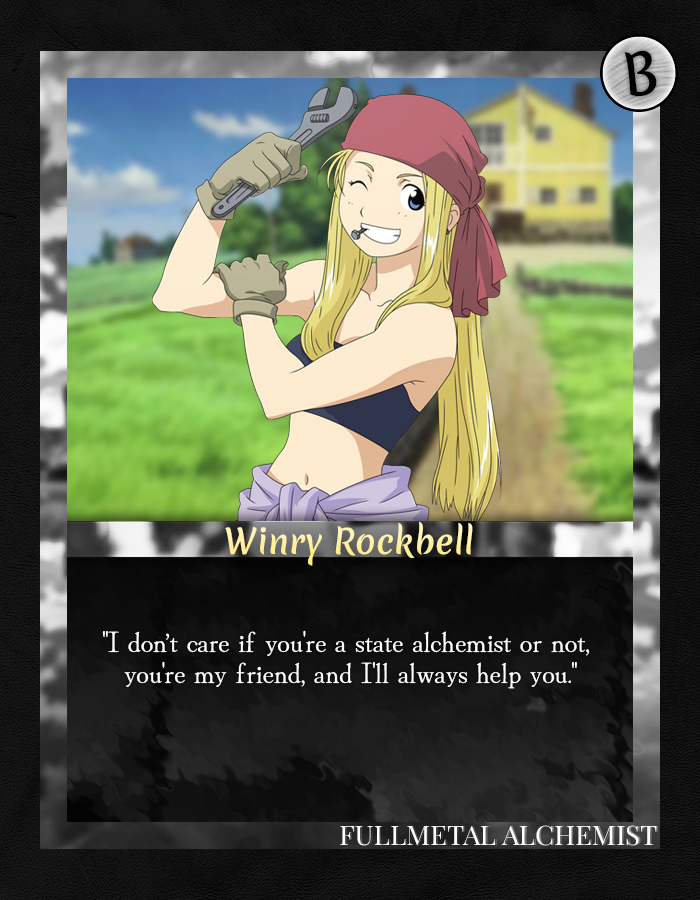 B
Winry Rockbell
"I don’t care if you're a state alchemist or not,
you're my friend, and I'll always help you."
FULLMETAL ALCHEMIST